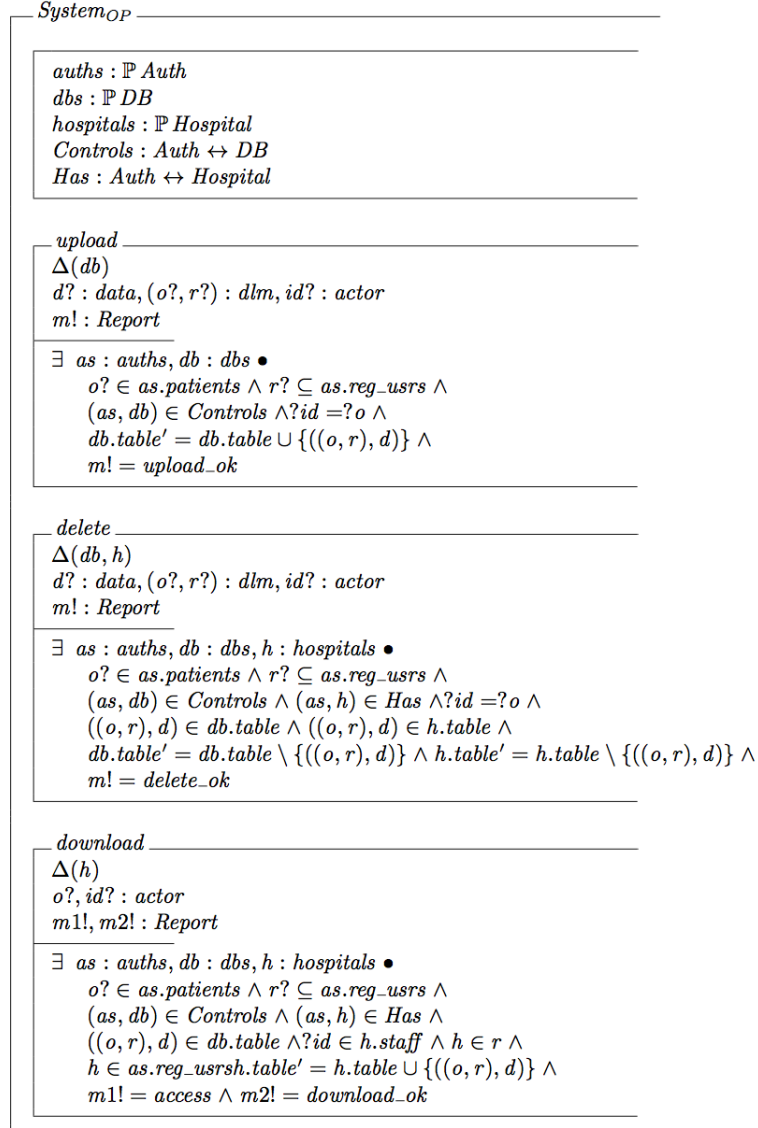 System_OP
auths : ℙ Auth
dbs : ℙ DB
hospitals : ℙ Hospital
Controls : Auth ↔ DB
Has : Auth ↔ Hospital
upload
Δ(db)
d? : data, (o?, r?) : dlm, id? : actor
m! : Report
∃ as : auths, db : dbs •
o? ∈ as.patients ∧ r? ⊆ as.reg_usrs ∧
(as, db) ∈ Controls ∧?id =?o ∧
db.table′ = db.table ∪ {((o, r), d)} ∧
m! = upload_ok
delete
Δ(db, h)
d? : data, (o?, r?) : dlm, id? : actor
m! : Report
∃ as : auths, db : dbs, h : hospitals •
o? ∈ as.patients ∧ r? ⊆ as.reg_usrs ∧
(as, db) ∈ Controls ∧ (as, h) ∈ Has ∧?id =?o ∧
((o, r), d) ∈ db.table ∧ ((o, r), d) ∈ h.table ∧
db.table′ = db.table \ {((o, r), d)} ∧ h.table′ = h.table \ {((o, r), d)} ∧
m! = delete_ok
download
Δ(h)
o?, id? : actor
m1!, m2! : Report
∃ as : auths, db : dbs, h : hospitals •
o? ∈ as.patients ∧ r? ⊆ as.reg_usrs ∧
(as, db) ∈ Controls ∧ (as, h) ∈ Has ∧
((o, r), d) ∈ db.table ∧?id ∈ h.staff ∧ h ∈ r ∧
h ∈ as.reg_usrsh.table′ = h.table ∪ {((o, r), d)} ∧
m1! = access ∧ m2! = download_ok